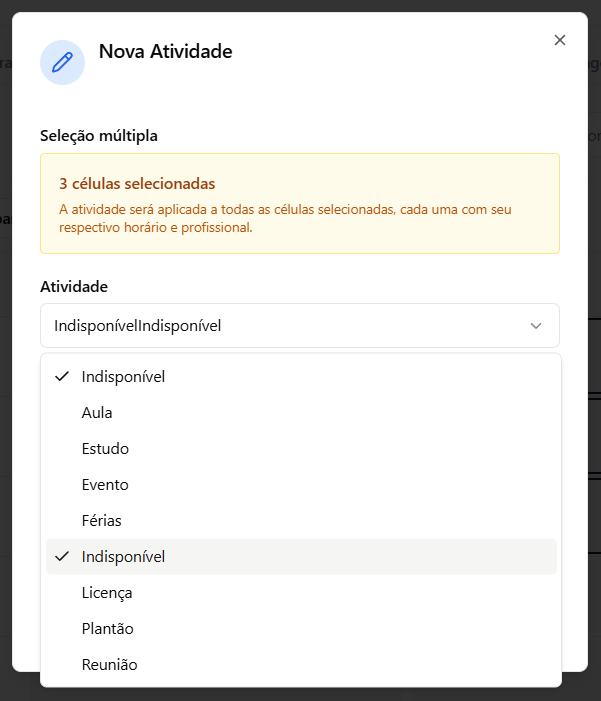 Nova Atividade
Seleção múltipla
3 células selecionadas
A atividade será aplicada a todas as células selecionadas, cada uma com seu
respectivo horário e profissional.
Atividade
IndisponívelIndisponível
Indisponível
Aula
Estudo
Evento
Férias
Indisponível
Licença
Plantão
Reunião